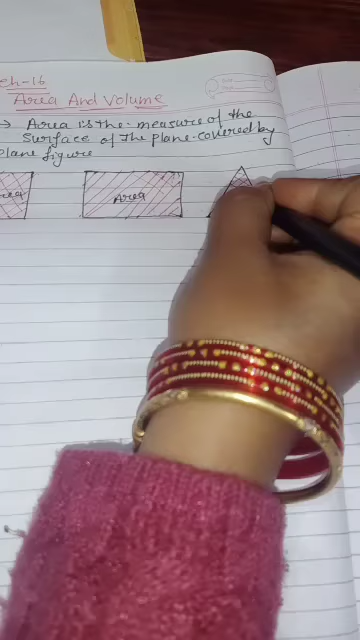 ch-16
Area And Volume
→ Area is the measure of the
surface of The plane covered by
plane figure
Area